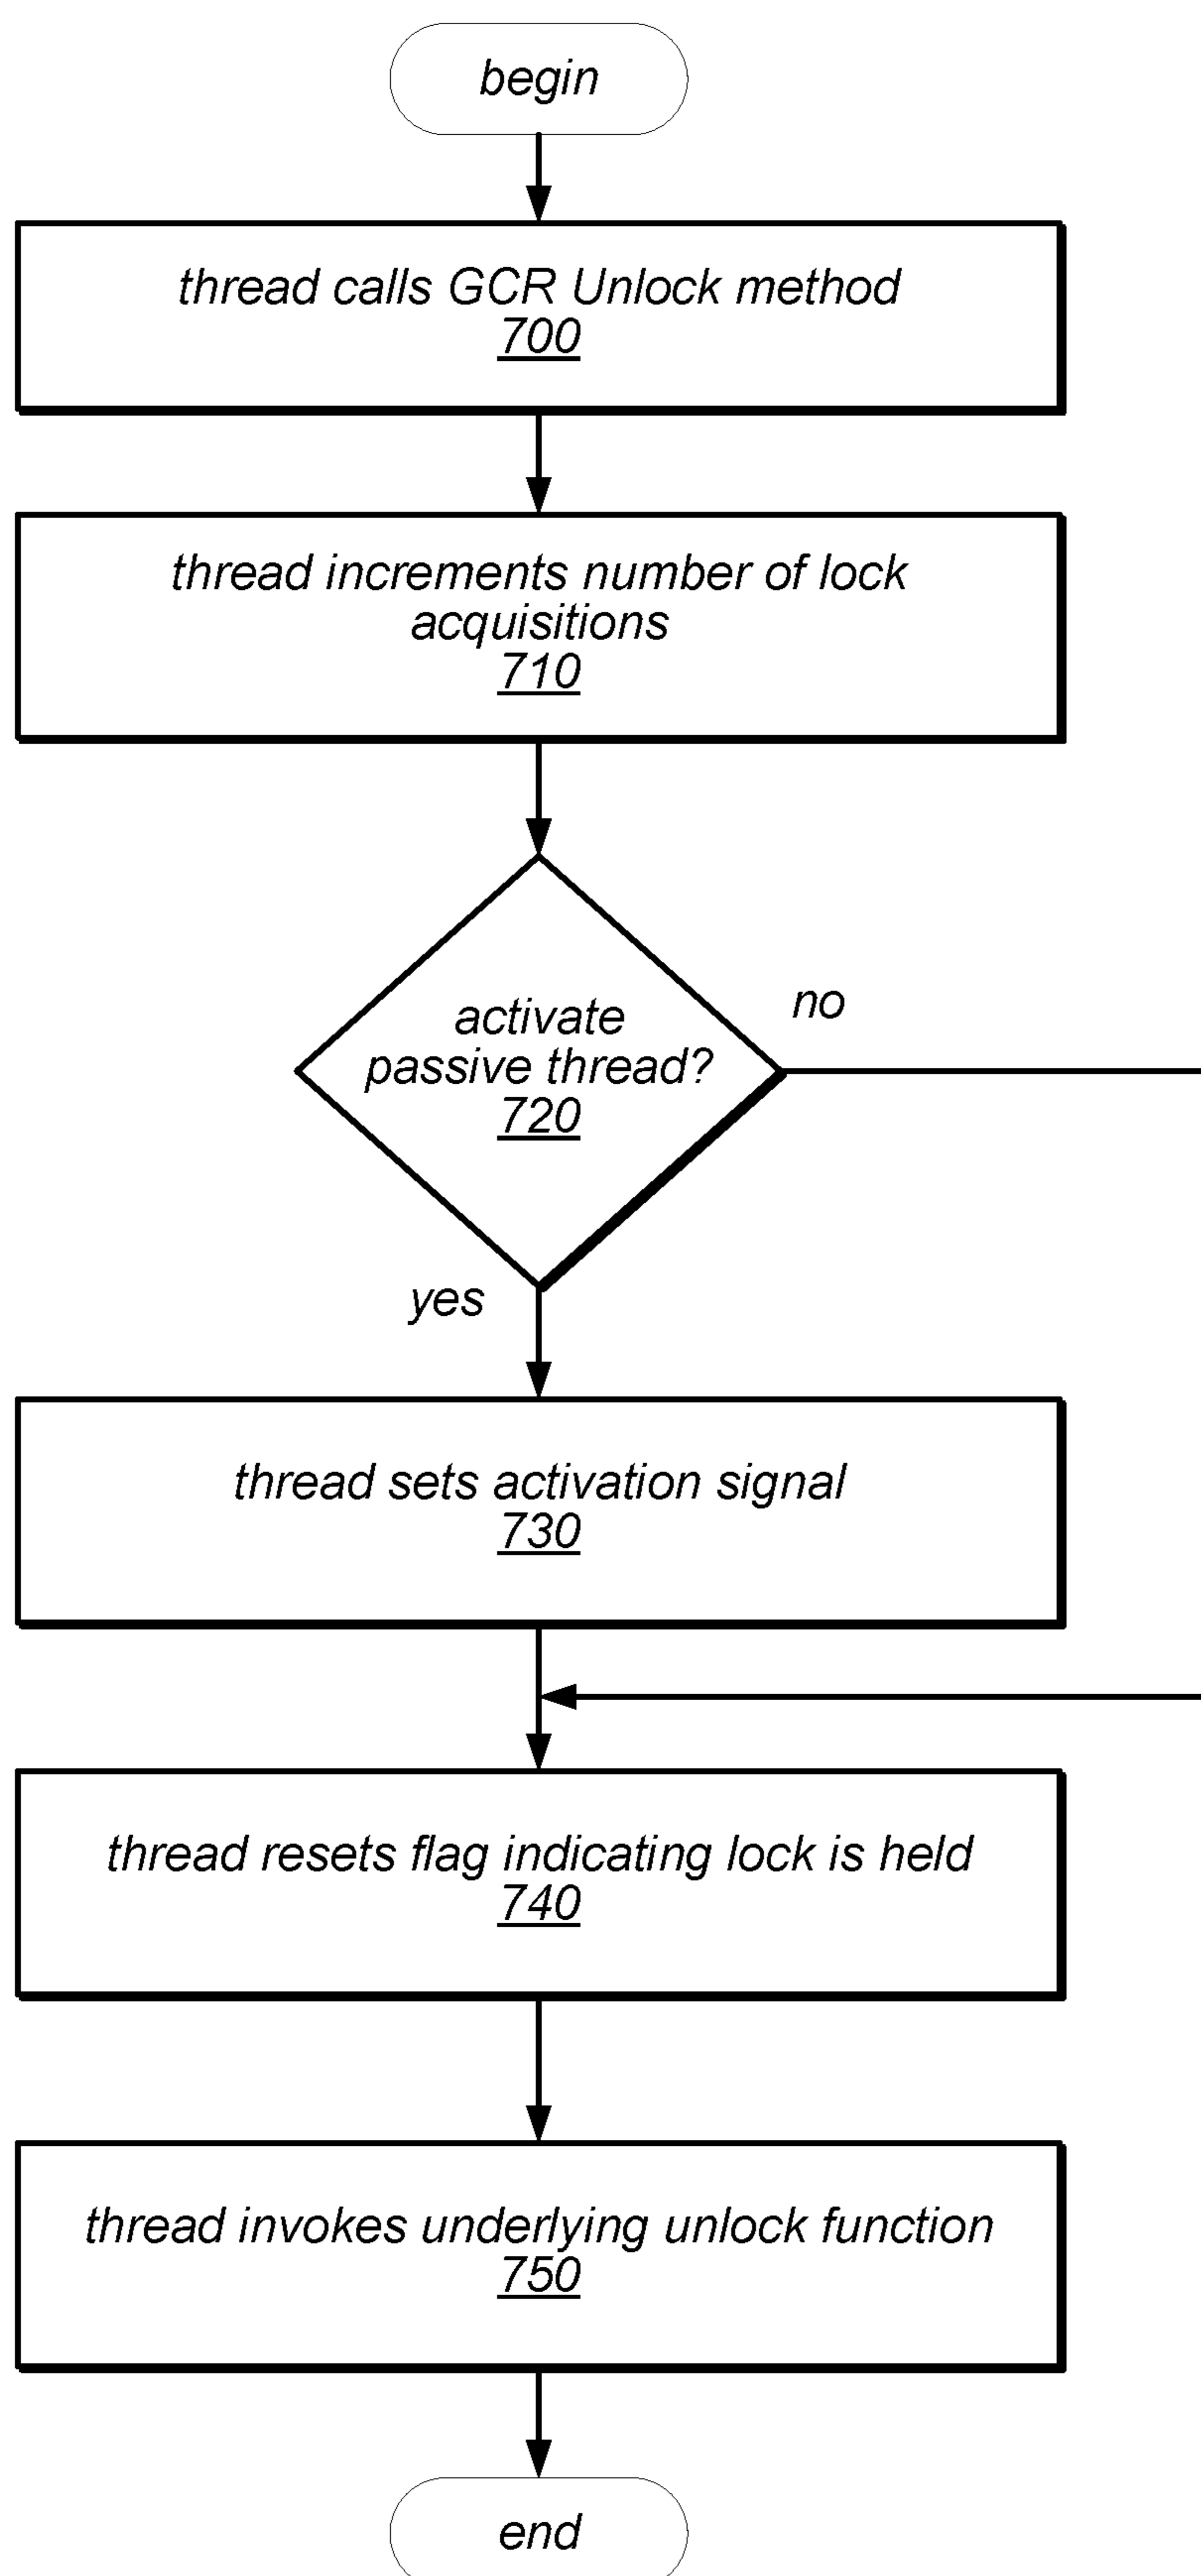 begin
thread calls GCR Unlock method
700
thread increments number of lock
acquisitions
710
activate
passive thread?
720
no
yes
thread sets activation signal
730
thread resets flag indicating lock is held
740
thread invokes underlying unlock function
750
end